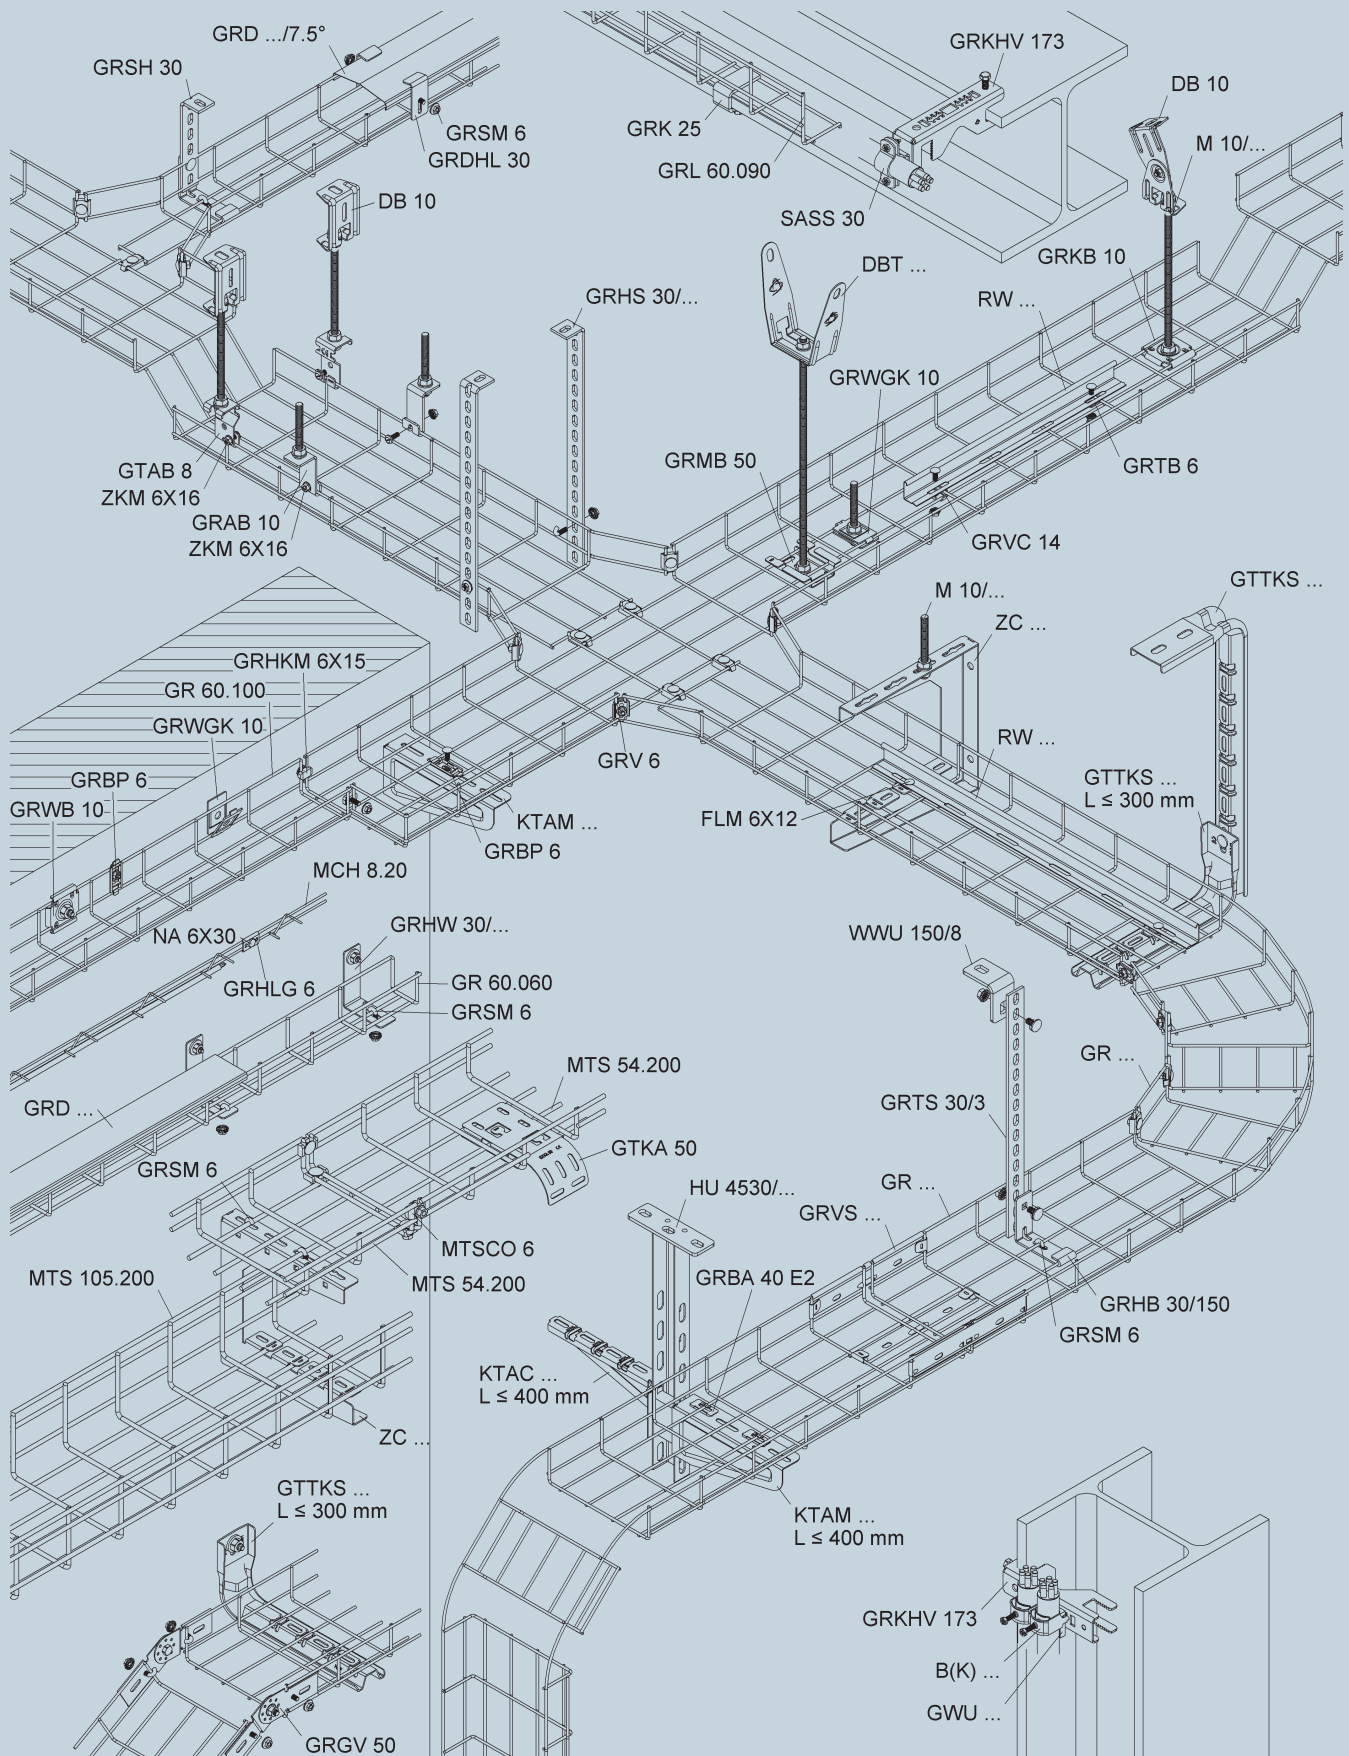 GRD .../7.5°
GRSH 30
GRKHV 173
DB 10
GRSM 6
GRK 25
M 10/...
GRDHL 30
GRL 60.090
DB 10
SASS 30
GRKB 10
DBT ...
GRHS 30/...
RW ...
GRWGK 10
GRMB 50
GRTB 6
GTAB 8
ZKM 6X16
GRAB 10
ZKM 6X16
GRVC 14
GTTKS ...
M 10/...
ZC ...
GRHKM 6X15
GR 60.100
GRWGK 10
RW ...
GRV 6
GRBP 6
GTTKS ...
L ≤ 300 mm
GRWB 10
FLM 6X12
KTAM ...
GRBP 6
MCH 8.20
GRHW 30/...
NA 6X30
WWU 150/8
GRHLG 6
GR 60.060
GRSM 6
GR ...
MTS 54.200
GRTS 30/3
GRD ...
GTKA 50
GRSM 6
GR ...
HU 4530/...
GRVS ...
MTSCO 6
MTS 105.200
MTS 54.200
GRBA 40 E2
GRHB 30/150
GRSM 6
KTAC ...
L ≤ 400 mm
ZC ...
GTTKS ...
L ≤ 300 mm
KTAM ...
L ≤ 400 mm
GRKHV 173
B(K) ...
GWU ...
GRGV 50